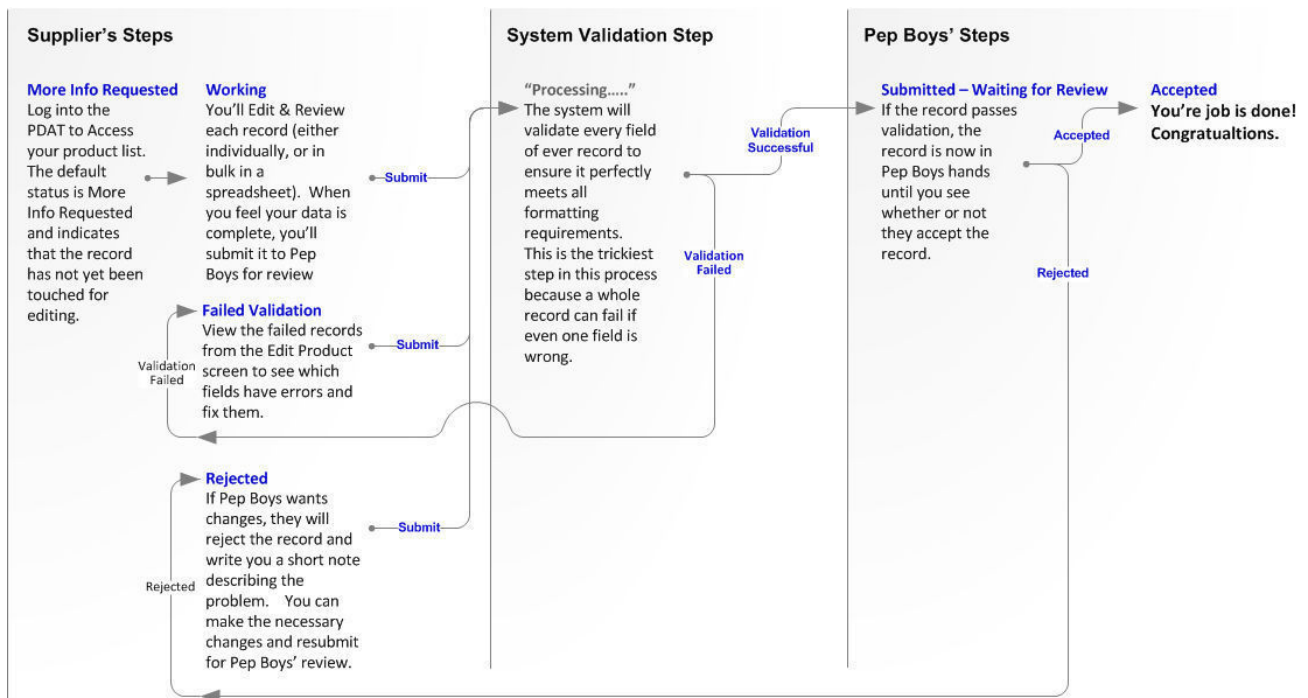 Supplier's Steps
More Info Requested
Log into the
PDAT to Access
your product list.
The default
status is More
Info Requested
and indicates
that the record
has not yet been
touched for
editing.
Working
You'll Edit & Review
each record (either
individually, or in
bulk in a
spreadsheet).  When
you feel your data is
complete, you'll
submit it to Pep
Boys for review
Submit
Failed Validation
View the failed records
from the Edit Product
screen to see which
fields have errors and
fix them.
Submit
Validation
Failed
Rejected
If Pep Boys wants
changes, they will
reject the record and
write you a short note
describing the
problem.    You can
make the necessary
changes and resubmit
for Pep Boys' review.
Submit
Rejected
System Validation Step
"Processing....."
The system will
validate every field
of ever record to
ensure it perfectly
meets all
formatting
requirements.
This is the trickiest
step in this process
because a whole
record can fail if
even one field is
wrong.
Validation
Successful
Validation
Failed
Pep Boys' Steps
Submitted – Waiting for Review
If the record passes
validation, the
record is now in
Pep Boys hands
until you see
whether or not
they accept the
record.
Accepted
Rejected
Accepted
You're job is done!
Congratualtions.